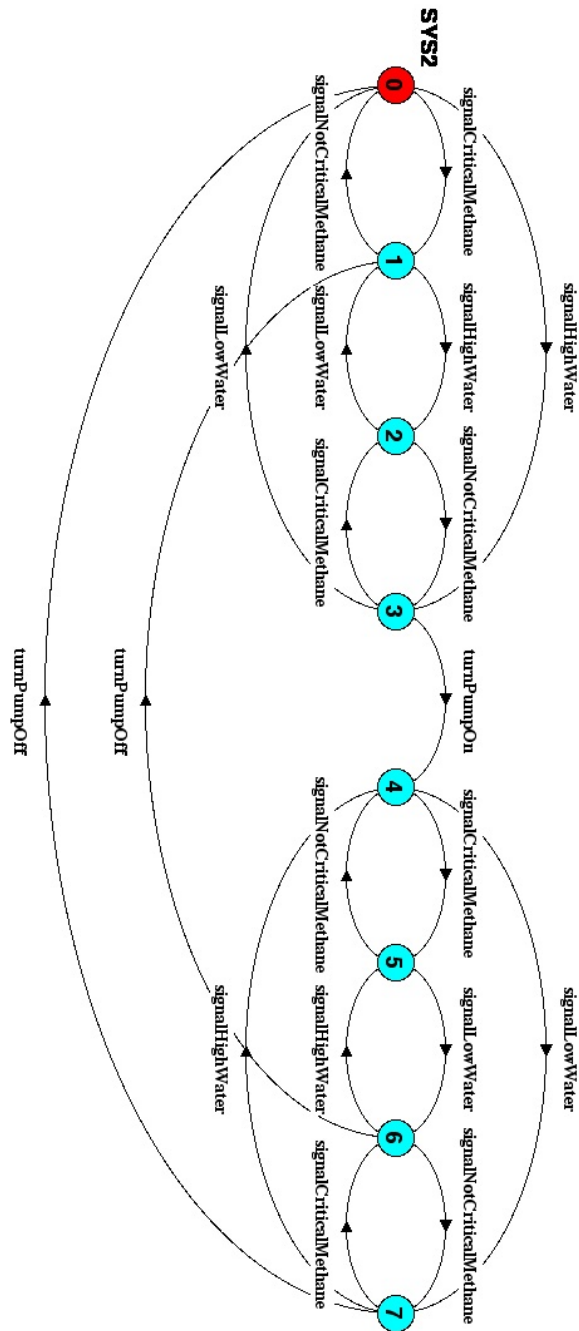 signalHighWater
signalLowWater
signalCriticalMethane
signalHighWater
signalNotCriticalMethane
turnPumpOn
signalCriticalMethane
signalLowWater
signalNotCriticalMethane
SYS2
0
1
2
3
4
5
6
7
signalNotCriticalMethane
signalLowWater
signalCriticalMethane
signalNotCriticalMethane
signalHighWater
signalCriticalMethane
signalLowWater
signalHighWater
turnPumpOff
turnPumpOff